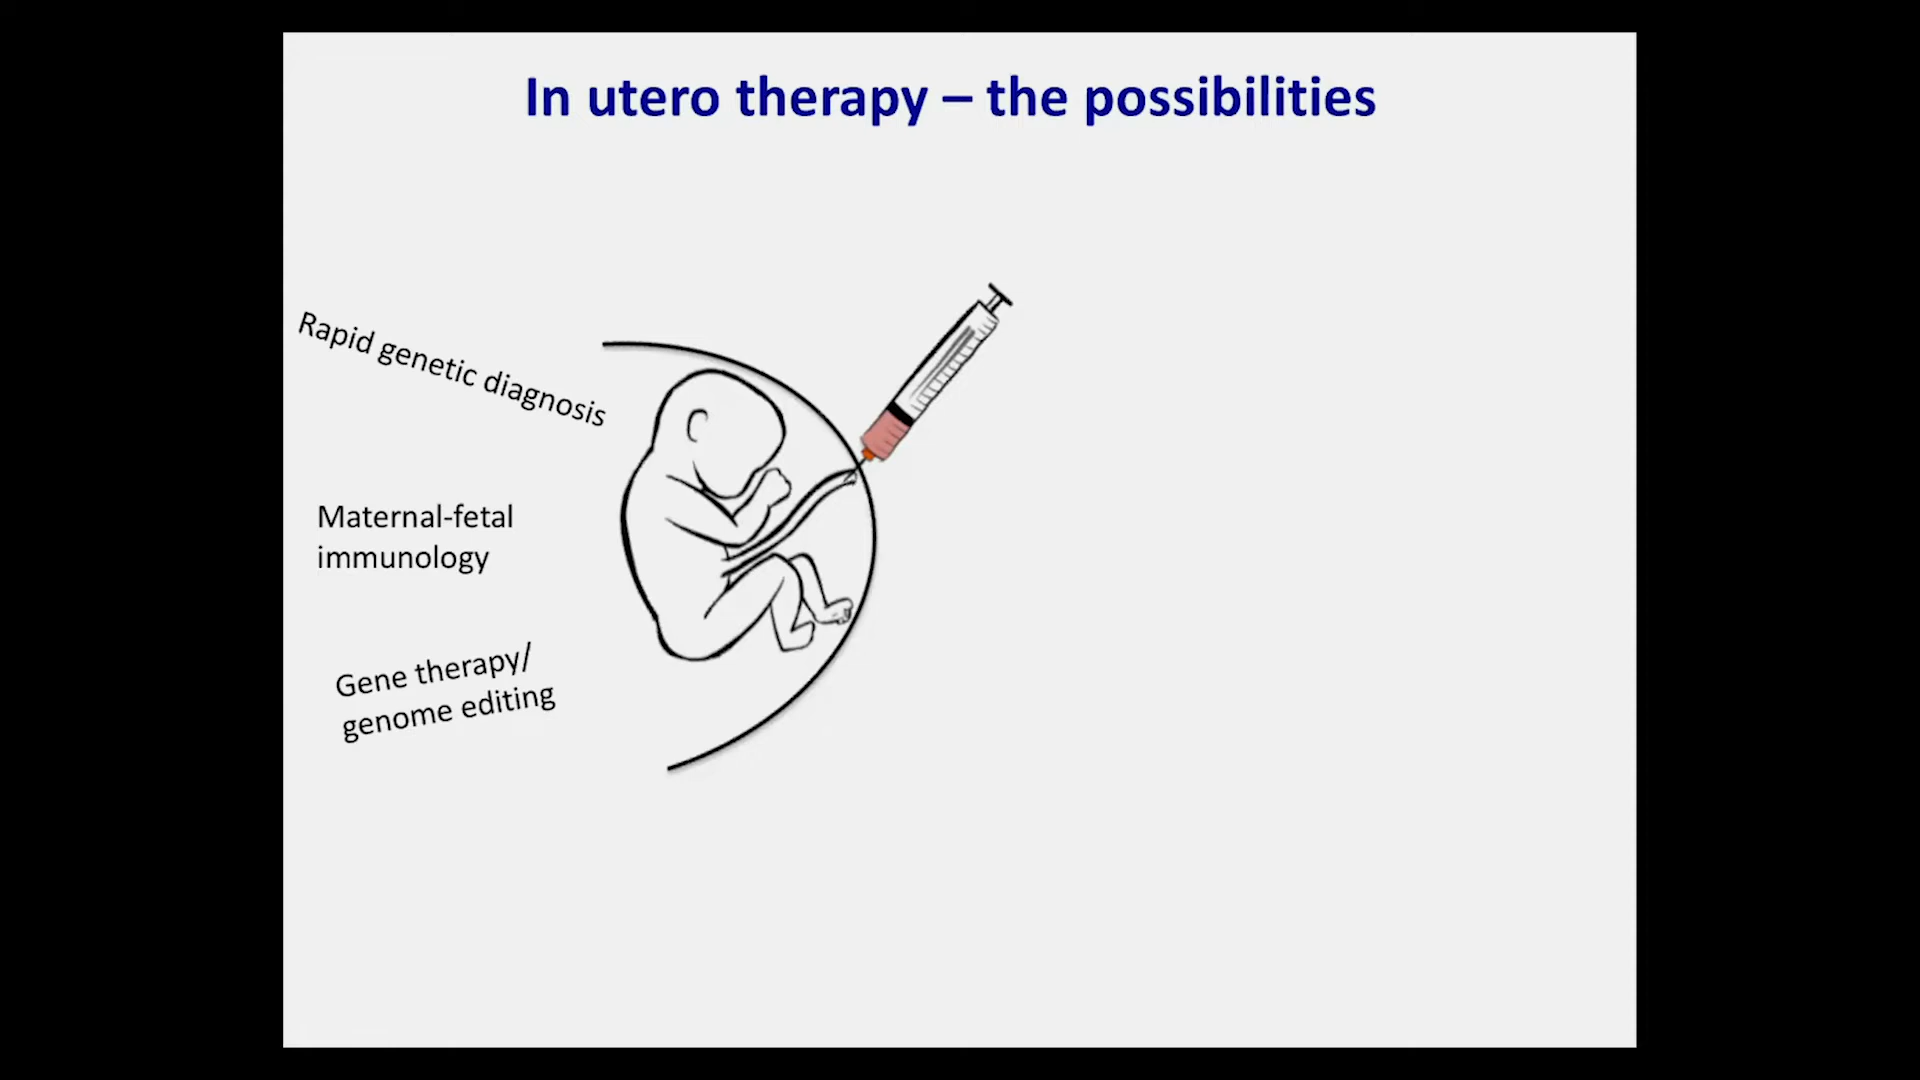 In utero therapy – the possibilities
Rapid genetic diagnosis
Maternal-fetal
immunology
Gene therapy/
genome editing